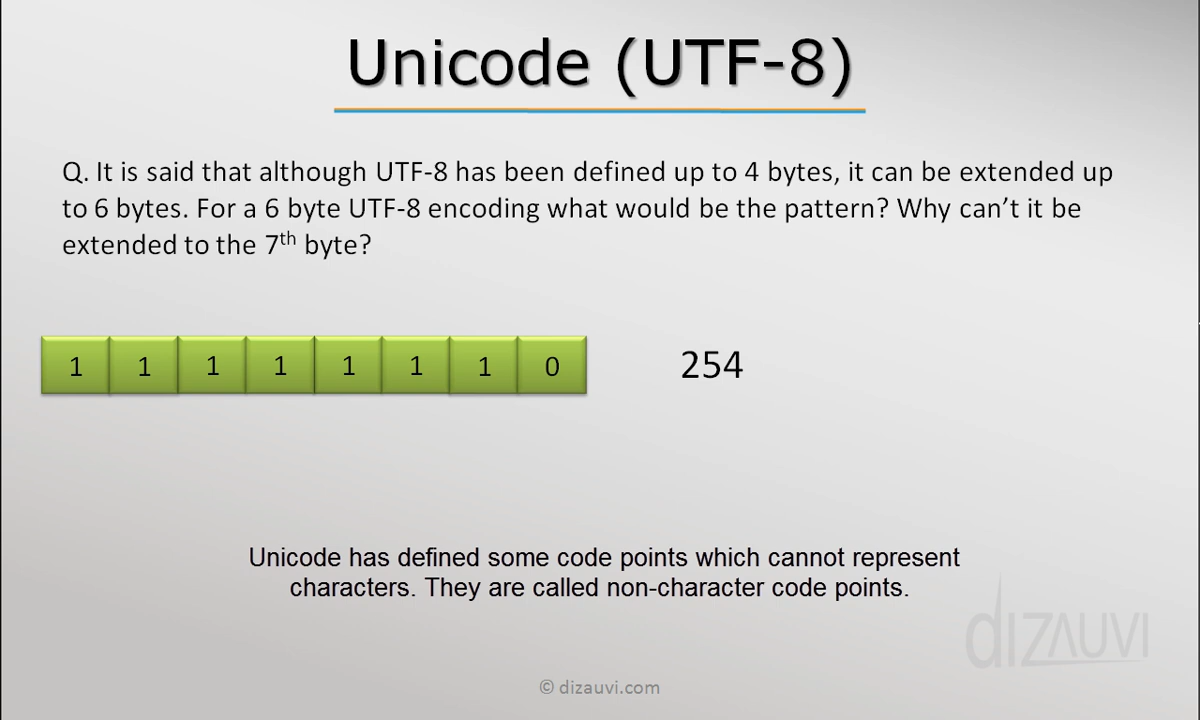 Unicode (UTF-8)
Q. It is said that although UTF-8 has been defined up to 4 bytes, it can be extended up
to 6 bytes. For a 6 byte UTF-8 encoding what would be the pattern? Why can't it be
extended to the 7th byte?
1 1 1 1 1 1 1 0 254
Unicode has defined some code points which cannot represent
characters. They are called non-character code points.
dizauvi
© dizauvi.com